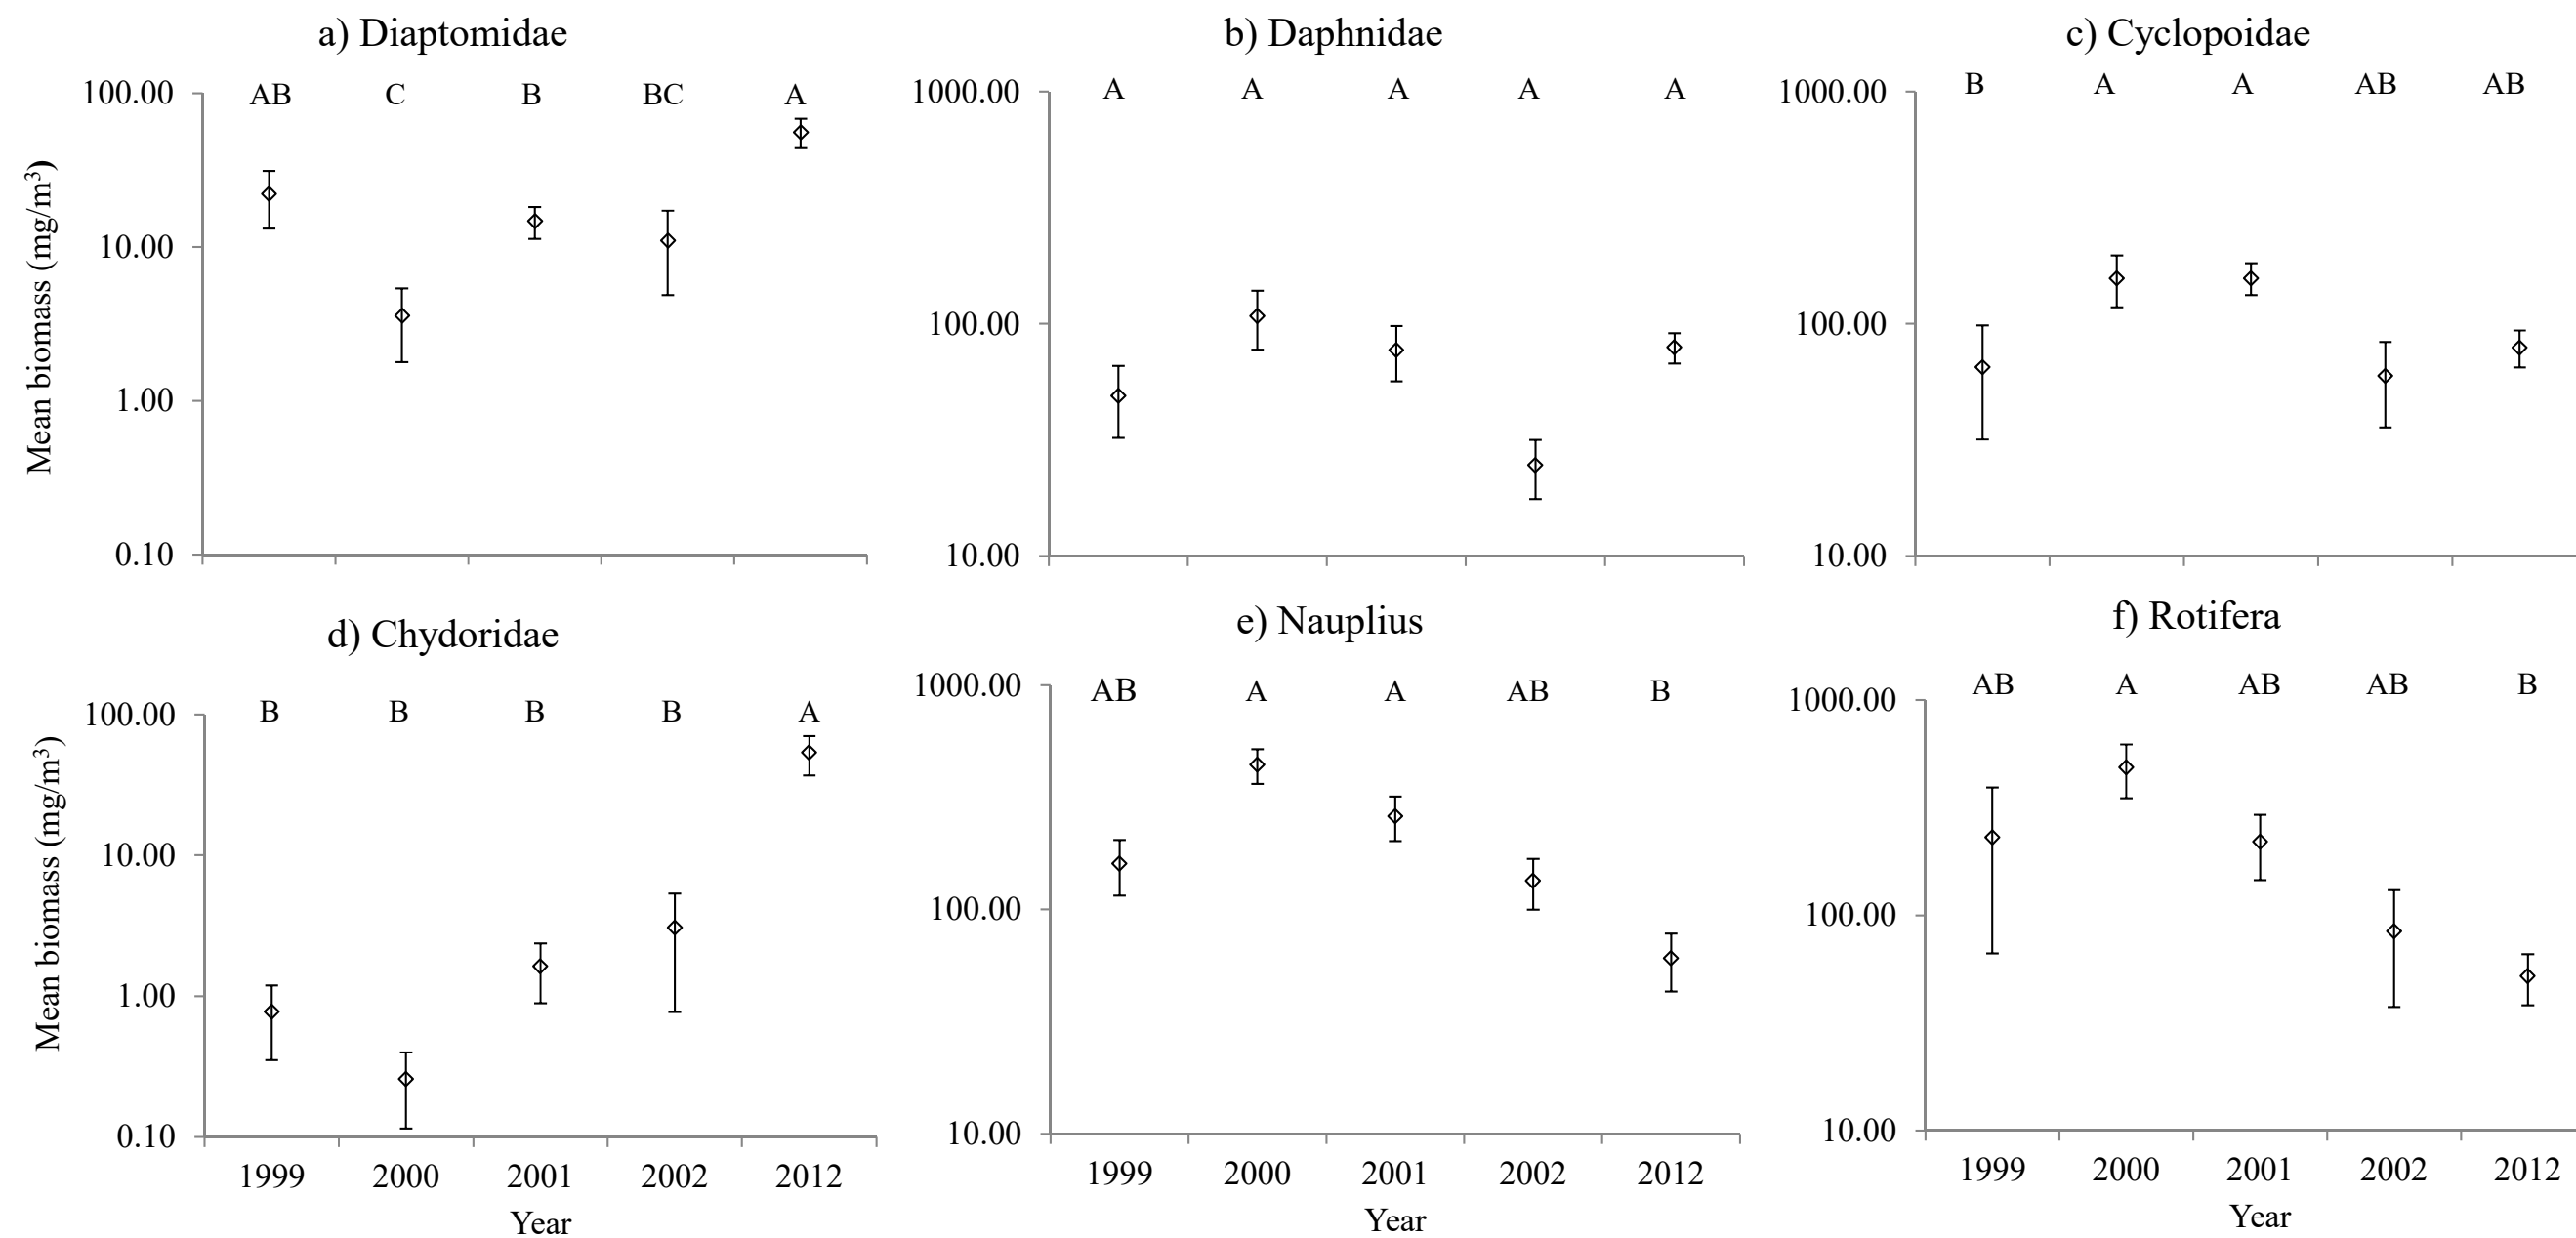 a) Diaptomidae
AB C B BC A
100.00
10.00
1.00
0.10
Mean biomass (mg/m³)
b) Daphnidae
A A A A A
1000.00
100.00
10.00
c) Cyclopoidae
B A A AB AB
1000.00
100.00
10.00
d) Chydoridae
B B B B A
100.00
10.00
1.00
0.10
Mean biomass (mg/m³)
1999 2000 2001 2002 2012
Year
e) Nauplius
AB A A AB B
1000.00
100.00
10.00
1999 2000 2001 2002 2012
Year
f) Rotifera
AB A AB AB B
1000.00
100.00
10.00
1999 2000 2001 2002 2012
Year